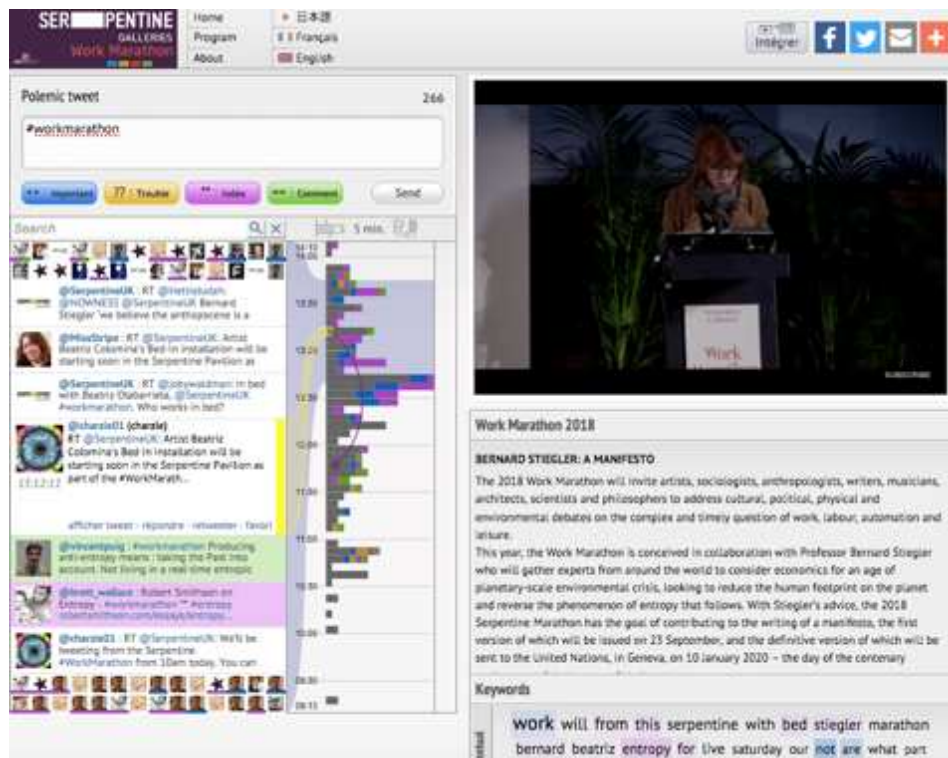 SER PENTINE
GALLERIES
Work Marathon
Home
Program
About
日本語
Français
English
Intégrer
Polemic tweet
266
#workmarathon
?? : Trouble
== : Comment
Send
Search
5 min.
@SerpentineUK : RT
@NOWNESS @SerpentineUK Bernard
Stiegler 'we believe the anthropocene is a
@MissStripe : RT @SerpentineUK: Artist
Beatriz Colomina's Bed In installation will be
starting soon in the Serpentine Pavilion as
@SerpentineUK : RT @jobywaldman: In bed
with Beatriz @SerpentineUK
#workmarathon. Who works in bed?
@charzie01 (charzie)
RT @SerpentineUK: Artist Beatriz
Colomina's Bed In installation will be
starting soon in the Serpentine Pavilion as
part of the #WorkMarath...
13:12:12
afficher tweet - répondre - retweeter - favori
@vincentpuig : #workmarathon Producing
anti-entropy means : taking the Past into
account. Not living in a real time entropic
@brett_wallace : Robert Smithson on
Entropy - #workmarathon "" #entropy
@charzie01 : RT @SerpentineUK: We'll be
tweeting from the Serpentine
#WorkMarathon from 10am today. You can
Work
Work Marathon 2018
BERNARD STIEGLER: A MANIFESTO
The 2018 Work Marathon will invite artists, sociologists, anthropologists, writers, musicians,
architects, scientists and philosophers to address cultural, political, physical and
environmental debates on the complex and timely question of work, labour, automation and
leisure.
This year, the Work Marathon is conceived in collaboration with Professor Bernard Stiegler
who will gather experts from around the world to consider economics for an age of
planetary-scale environmental crisis, looking to reduce the human footprint on the planet
and reverse the phenomenon of entropy that follows. With Stiegler's advice, the 2018
Serpentine Marathon has the goal of contributing to the writing of a manifesto, the first
version of which will be issued on 23 September, and the definitive version of which will be
sent to the United Nations, in Geneva, on 10 January 2020 – the day of the centenary
Keywords
work will from this serpentine with bed stiegler marathon
bernard beatriz entropy for live saturday our not are what part